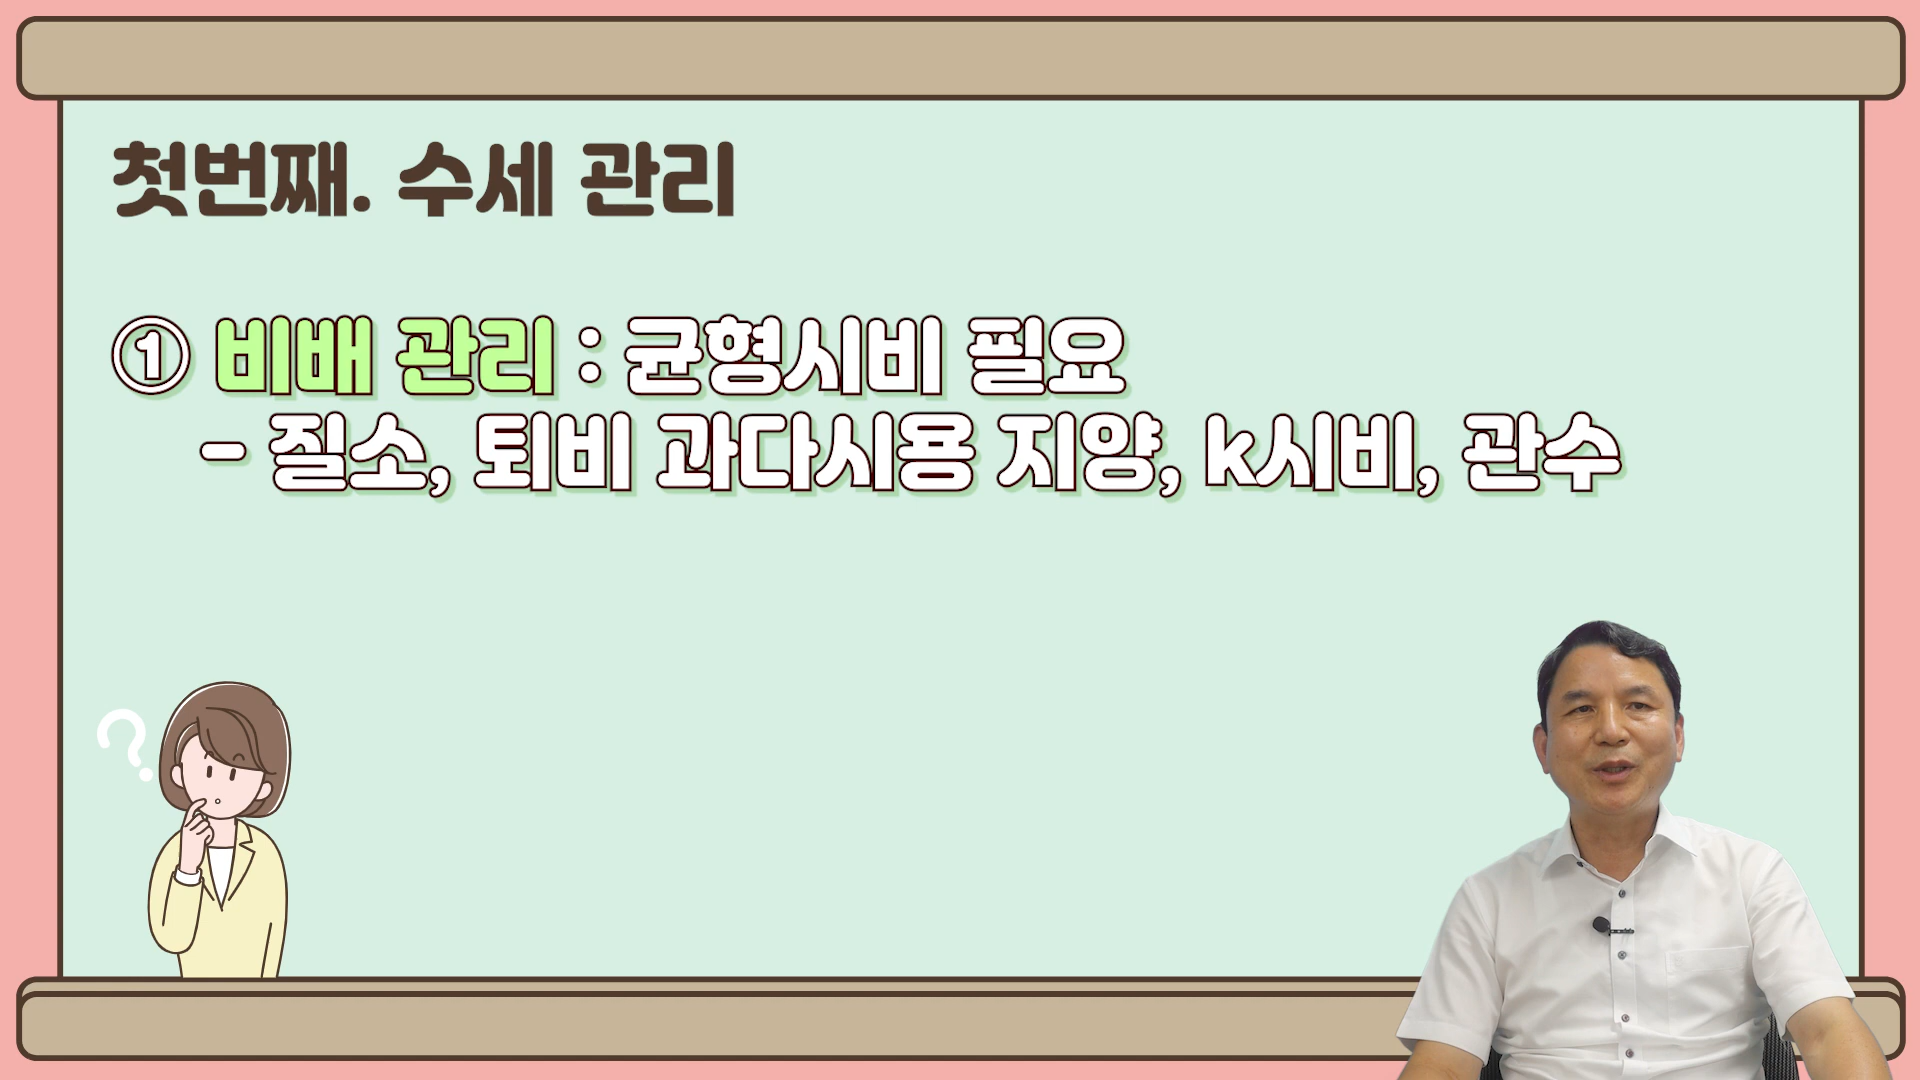 첫번째. 수세 관리
① 비배 관리 : 균형시비 필요
- 질소, 퇴비 과다시용 지양, k시비, 관수
?